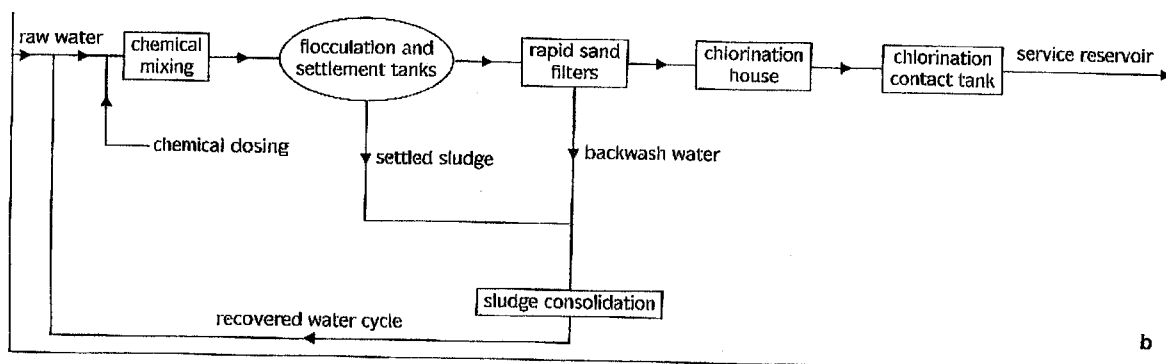 raw water
chemical
mixing
flocculation and
settlement tanks
rapid sand
filters
chlorination
house
chlorination
contact tank
service reservoir
chemical dosing
settled sludge
backwash water
sludge consolidation
recovered water cycle
b